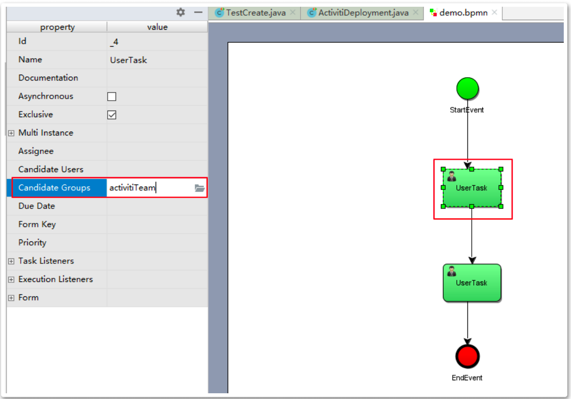 property value
Id _4
Name UserTask
Documentation
Asynchronous
Exclusive
Multi Instance
Assignee
Candidate Users
Candidate Groups activitiTeam
Due Date
Form Key
Priority
Task Listeners
Execution Listeners
Form
TestCreate.java ActivitiDeployment.java demo.bpmn
StartEvent
UserTask
UserTask
EndEvent